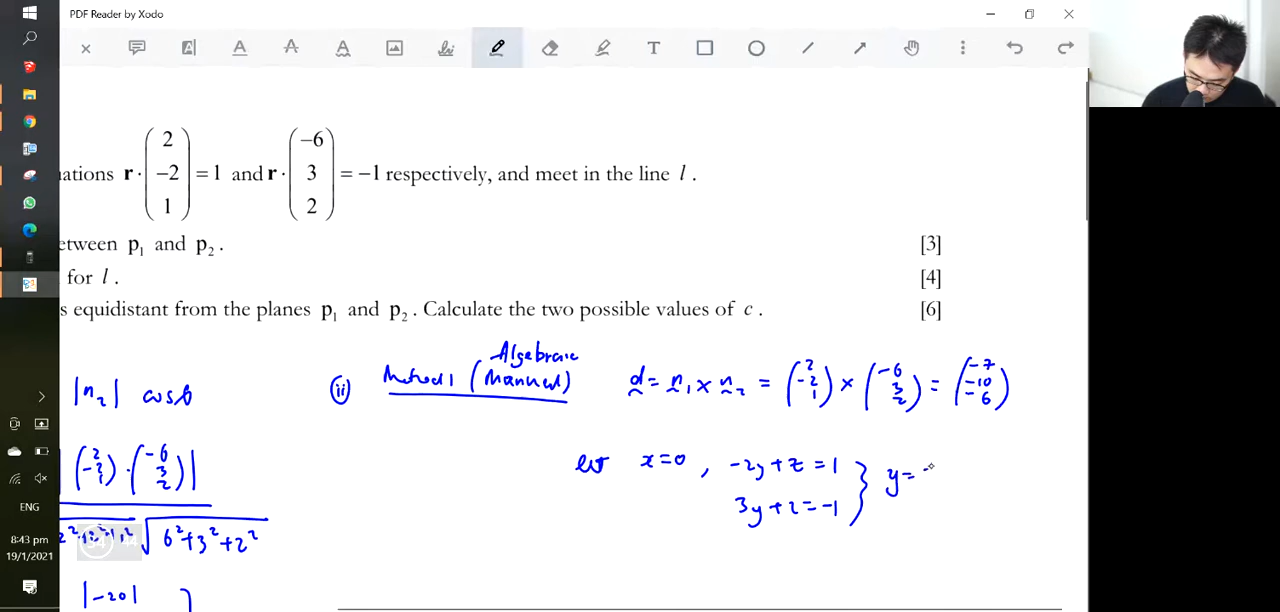 PDF Reader by Xodo
uations r · (2 −2 1) = 1 and r · (−6 3 2) = −1 respectively, and meet in the line l .
etween p₁ and p₂ . [3]
for l . [4]
s equidistant from the planes p₁ and p₂ . Calculate the two possible values of c . [6]
(ii) Method 1 (Algebraic Manual)
d = n₁ × n₂ = (2 −2 1) × (−6 3 2) = (−7 −10 −6)
|n₂| cosθ
let x=0 , −2y+z=1
3y+z=−1 } y= -
(2 −2 1) · (−6 3 2)|
√6²+3²+2²
|−20|
ENG
8:43 pm
19/1/2021